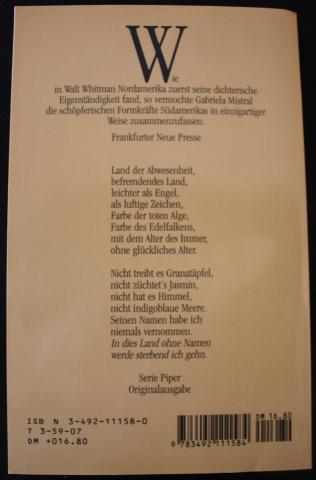 Wie
in Walt Whitman Nordamerika zuerst seine dichterische
Eigenständigkeit fand, so vermochte Gabriela Mistral
die schöpferischen Formkräfte Südamerikas in einzigartiger
Weise zusammenzufassen.
Frankfurter Neue Presse
Land der Abwesenheit,
befremdendes Land,
leichter als Engel,
als luftige Zeichen,
Farbe der toten Alge,
Farbe des Edelfalkens,
mit dem Alter des Immer,
ohne glückliches Alter.
Nicht treibt es Granatäpfel,
nicht züchtet's Jasmin,
nicht hat es Himmel,
nicht indigoblaue Meere.
Seinen Namen habe ich
niemals vernommen.
In dies Land ohne Namen
werde sterbend ich gehn.
Serie Piper
Originalausgabe
ISB N 3-492-11158-0
T 3-59-07
DM +016.80
DM 16.80
9 783492 111584